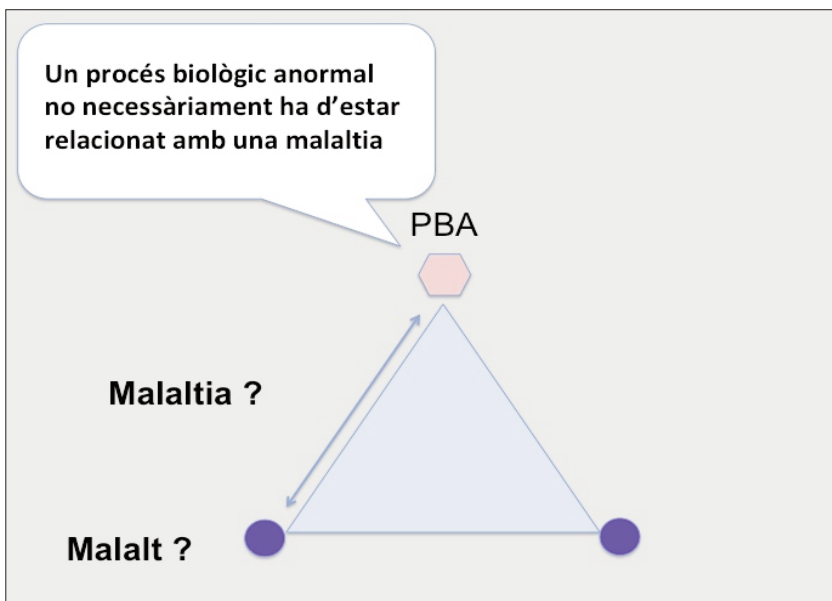 Un procés biològic anormal
no necessàriament ha d’estar
relacionat amb una malaltia
PBA
Malaltia ?
Malalt ?